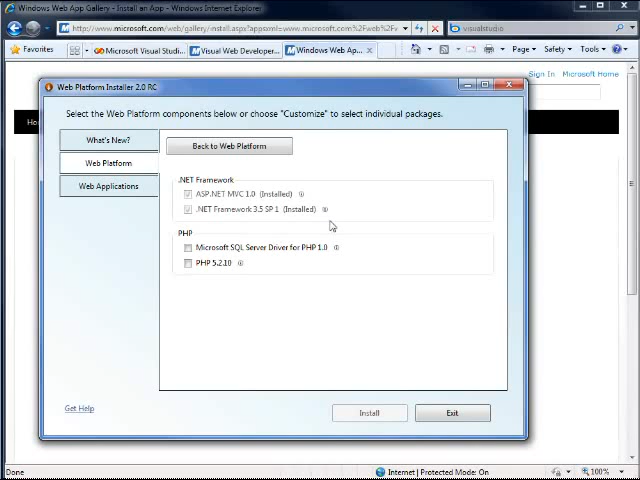 Windows Web App Gallery - Install an App - Windows Internet Explorer
Favorites
Microsoft Visual Studi...
Visual Web Developer...
Windows Web Ap...
Page
Safety
Tools
visualstudio
Sign In
Microsoft Home
Web Platform Installer 2.0 RC
Select the Web Platform components below or choose "Customize" to select individual packages.
What's New?
Web Platform
Web Applications
Back to Web Platform
.NET Framework
ASP.NET MVC 1.0 (Installed)
.NET Framework 3.5 SP 1 (Installed)
PHP
Microsoft SQL Server Driver for PHP 1.0
PHP 5.2.10
Get Help
Install
Exit
Done
Internet | Protected Mode: On
100%